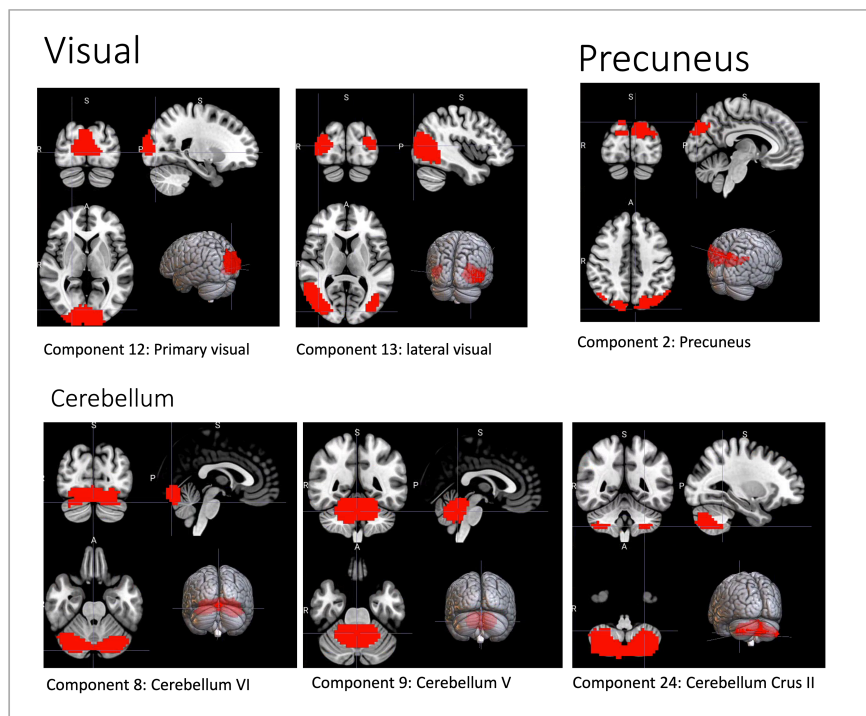 Visual
Precuneus
S
S
R
P
A
R
S
S
R
P
A
R
S
S
R
P
A
R
Component 12: Primary visual
Component 13: lateral visual
Component 2: Precuneus
Cerebellum
S
S
R
P
A
R
S
S
R
P
A
R
S
S
R
P
A
R
Component 8: Cerebellum VI
Component 9: Cerebellum V
Component 24: Cerebellum Crus II